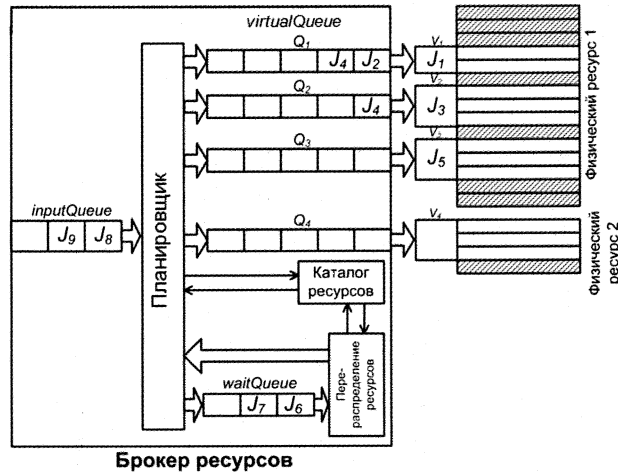 virtualQueue
Q1
J4 J2
V1
J1
Q2
J4
V2
J3
Q3
V3
J5
Физический ресурс 1
inputQueue
J9 J8
Планировщик
Q4
V4
Физический
ресурс 2
Каталог
ресурсов
Пере-
распределение
ресурсов
waitQueue
J7 J6
Брокер ресурсов